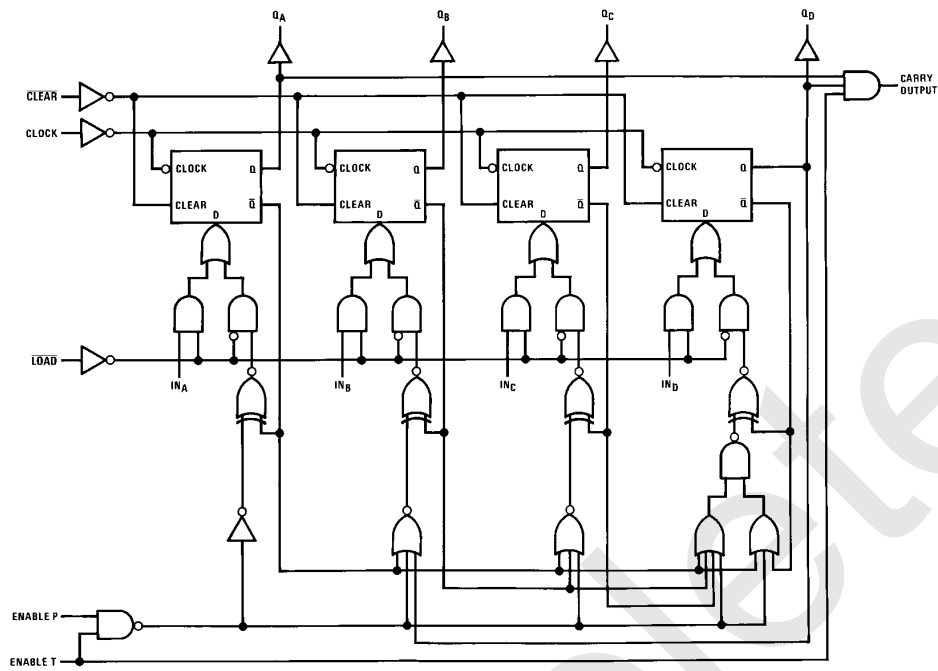 QA QB QC QD
CLEAR
CARRY OUTPUT
CLOCK
CLOCK Q CLOCK Q CLOCK Q CLOCK Q
CLEAR Q̅ CLEAR Q̅ CLEAR Q̅ CLEAR Q̅
D D D D
L̅O̅A̅D̅
INA INB INC IND
ENABLE P
ENABLE T
lete